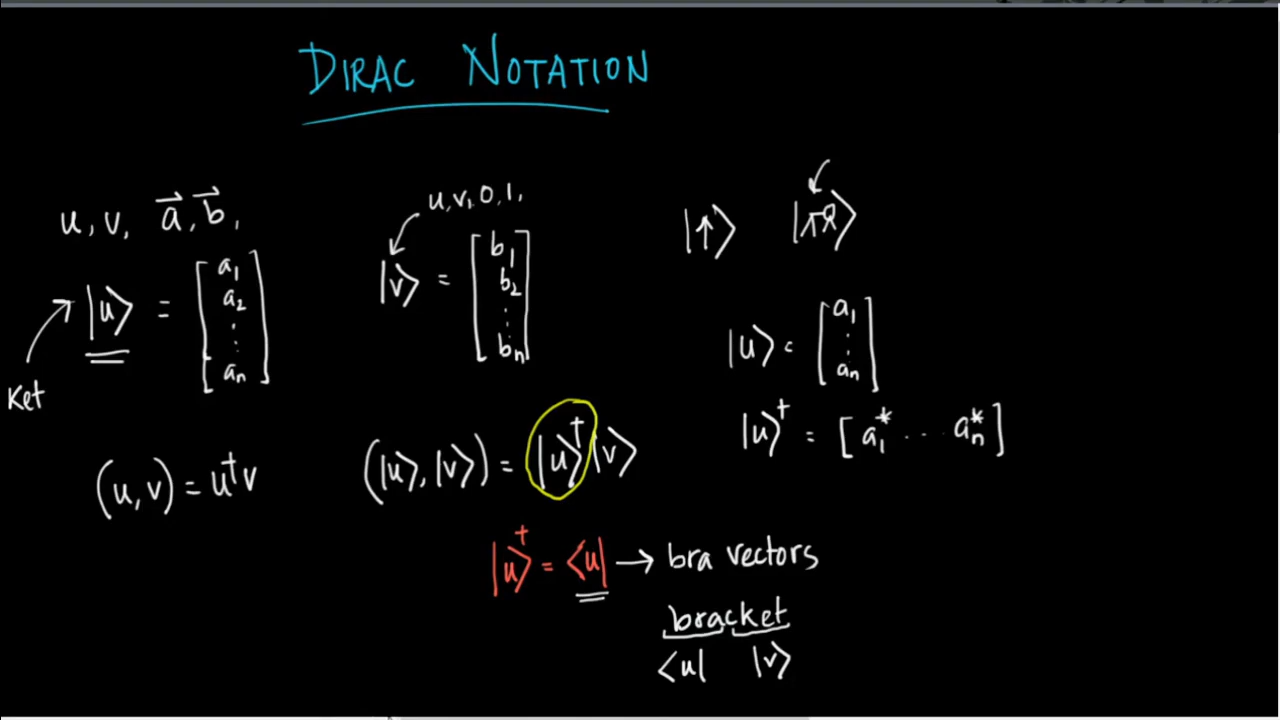 DIRAC NOTATION
u, v, a⃗, b⃗,
u, v, 0, 1,
|↑⟩
|u⟩ = [a₁ a₂ ⋮ aₙ]
|v⟩ = [b₁ b₂ ⋮ bₙ]
Ket
|u⟩ = [a₁ ⋮ aₙ]
|u⟩† = [a₁* ... aₙ*]
(u, v) = u†v
(|u⟩, |v⟩) = |u⟩†|v⟩
|u⟩† = ⟨u| → bra vectors
bracket
⟨u| |v⟩